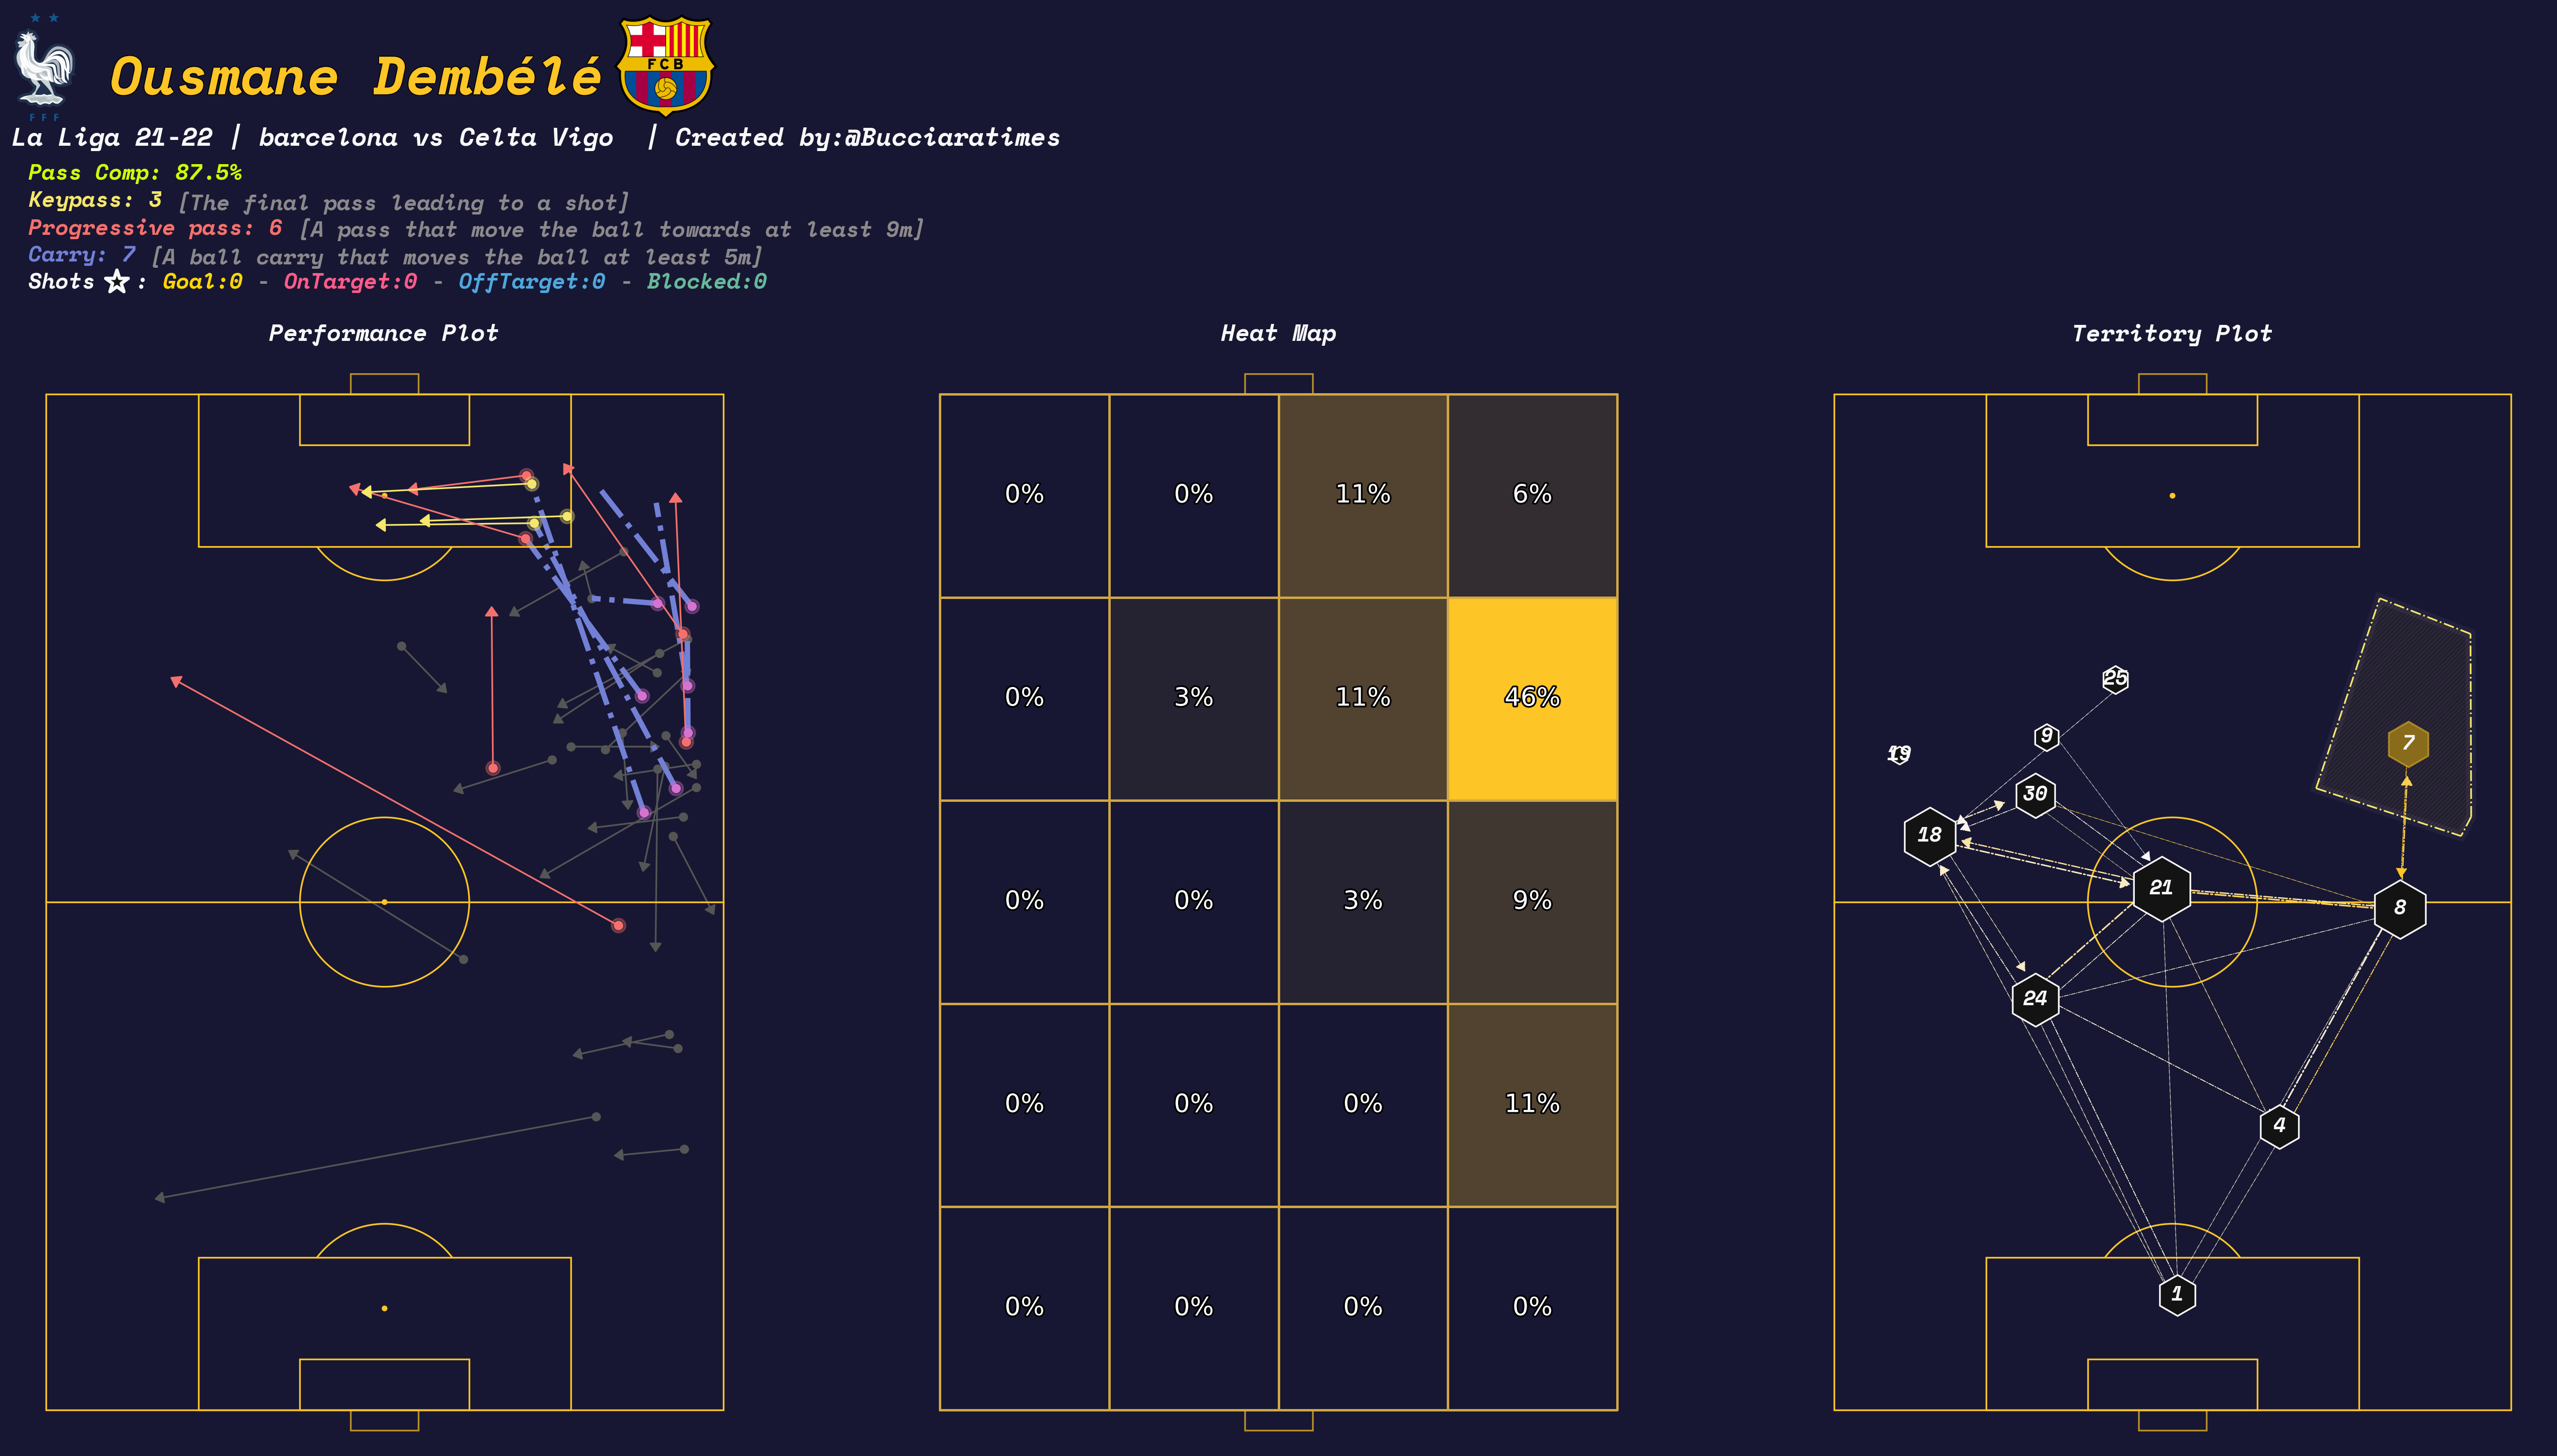 FFF
Ousmane Dembélé
FCB
La Liga 21-22 | barcelona vs Celta Vigo | Created by:@Bucciaratimes
Pass Comp: 87.5%
Keypass: 3 [The final pass leading to a shot]
Progressive pass: 6 [A pass that move the ball towards at least 9m]
Carry: 7 [A ball carry that moves the ball at least 5m]
Shots ☆: Goal:0 - OnTarget:0 - OffTarget:0 - Blocked:0
Performance Plot
Heat Map
0% 0% 11% 6%
0% 3% 11% 46%
0% 0% 3% 9%
0% 0% 0% 11%
0% 0% 0% 0%
Territory Plot
25
9
7
30
18
21
8
24
4
1